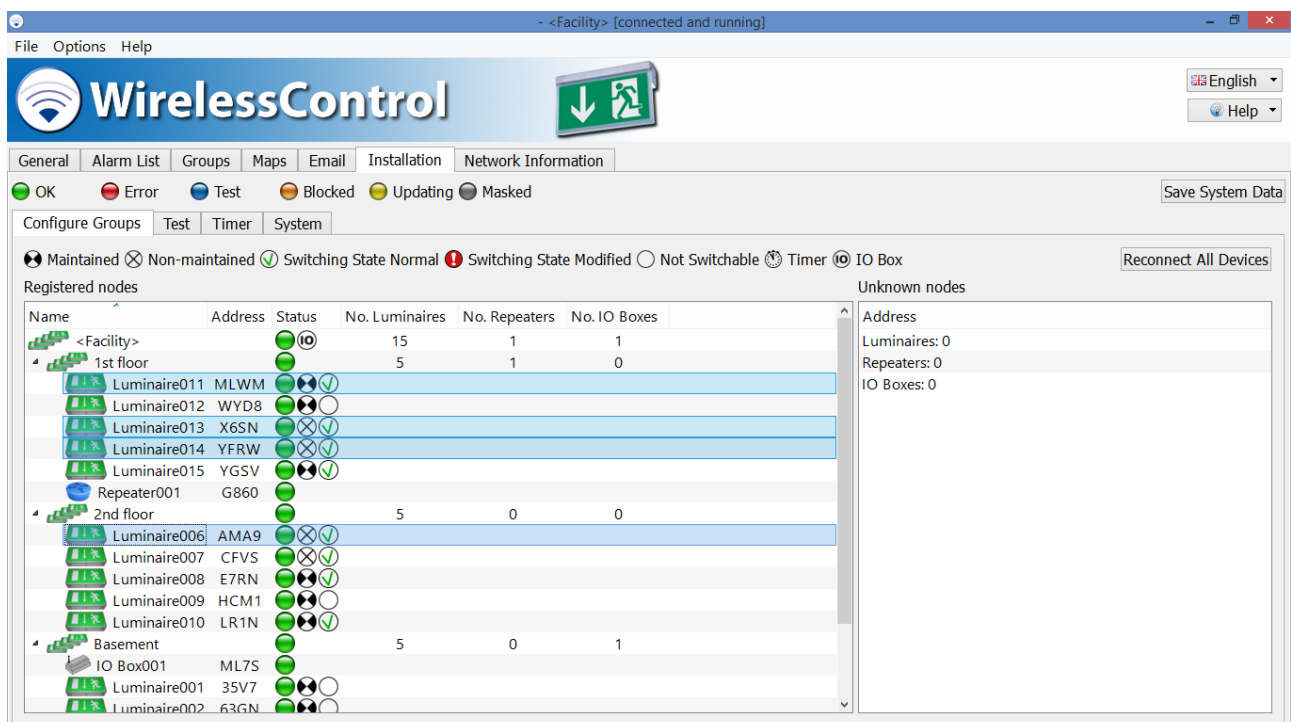 - <Facility> [connected and running]
File Options Help
WirelessControl
English
Help
General Alarm List Groups Maps Email Installation Network Information
OK Error Test Blocked Updating Masked Save System Data
Configure Groups Test Timer System
Maintained Non-maintained Switching State Normal Switching State Modified Not Switchable Timer IO IO Box Reconnect All Devices
Registered nodes Unknown nodes
Name Address Status No. Luminaires No. Repeaters No. IO Boxes Address
<Facility> IO 15 1 1 Luminaires: 0
1st floor 5 1 0 Repeaters: 0
Luminaire011 MLWM IO Boxes: 0
Luminaire012 WYD8
Luminaire013 X6SN
Luminaire014 YFRW
Luminaire015 YGSV
Repeater001 G860
2nd floor 5 0 0
Luminaire006 AMA9
Luminaire007 CFVS
Luminaire008 E7RN
Luminaire009 HCM1
Luminaire010 LR1N
Basement 5 0 1
IO Box001 ML7S
Luminaire001 35V7
Luminaire002 63GN